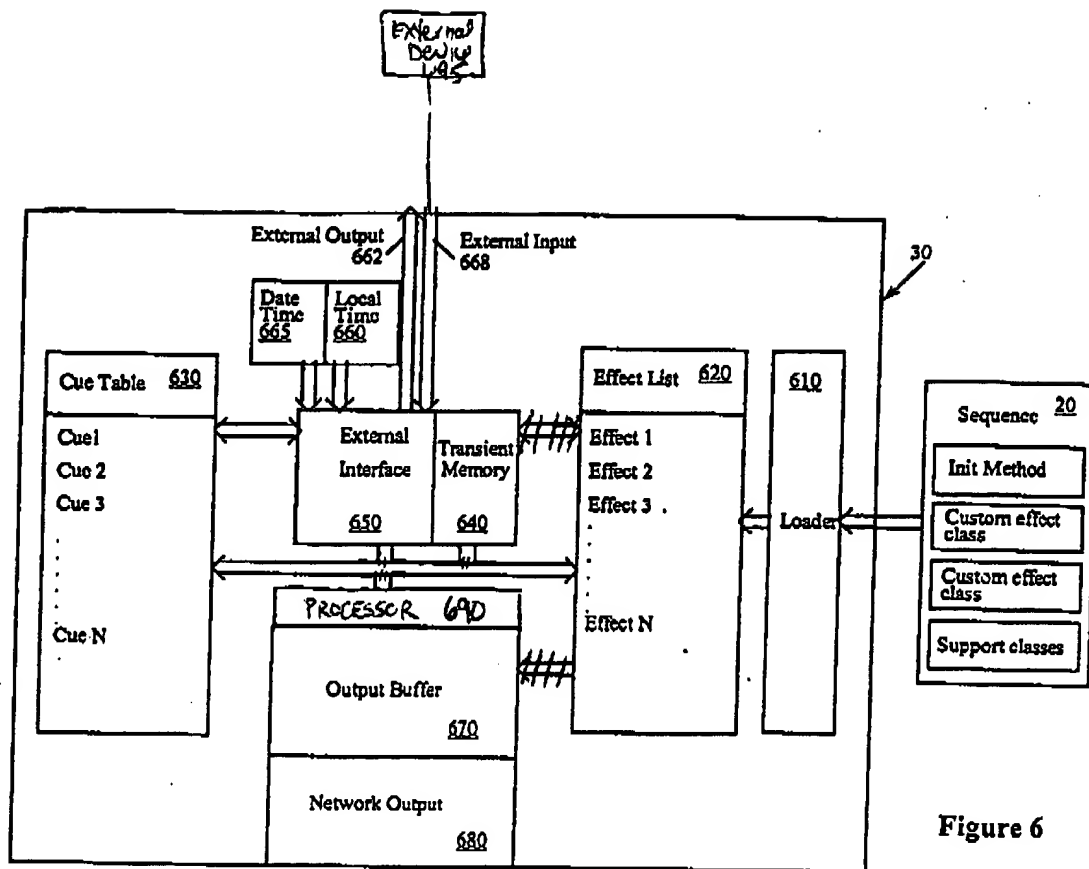 External
Device
External Output
662
External Input
668
30
Date
Time
665
Local
Time
660
Cue Table 630
Cue1
Cue 2
Cue 3
Cue N
External
Interface
650
Transient
Memory
640
Effect List 620
Effect 1
Effect 2
Effect 3
Effect N
610
Loader
Sequence 20
Init Method
Custom effect
class
Custom effect
class
Support classes
PROCESSOR 690
Output Buffer
670
Network Output
680
Figure 6